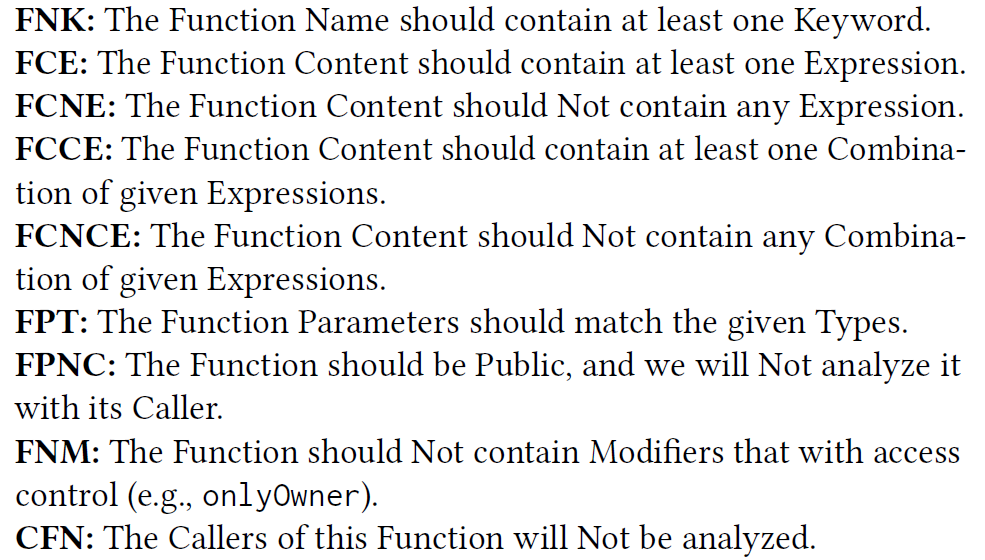 FNK: The Function Name should contain at least one Keyword.
FCE: The Function Content should contain at least one Expression.
FCNE: The Function Content should Not contain any Expression.
FCCE: The Function Content should contain at least one Combina-
tion of given Expressions.
FCNCE: The Function Content should Not contain any Combina-
tion of given Expressions.
FPT: The Function Parameters should match the given Types.
FPNC: The Function should be Public, and we will Not analyze it
with its Caller.
FNM: The Function should Not contain Modifiers that with access
control (e.g., onlyOwner).
CFN: The Callers of this Function will Not be analyzed.